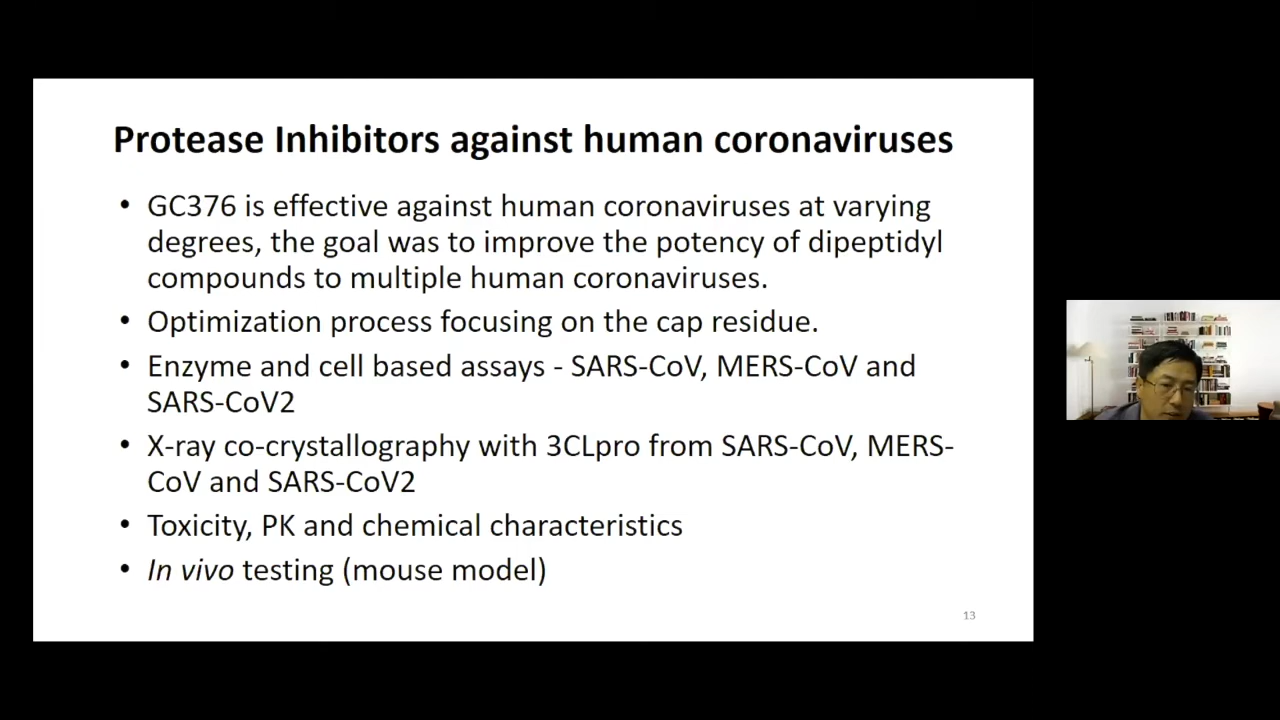 Protease Inhibitors against human coronaviruses
• GC376 is effective against human coronaviruses at varying
degrees, the goal was to improve the potency of dipeptidyl
compounds to multiple human coronaviruses.
• Optimization process focusing on the cap residue.
• Enzyme and cell based assays - SARS-CoV, MERS-CoV and
SARS-CoV2
• X-ray co-crystallography with 3CLpro from SARS-CoV, MERS-
CoV and SARS-CoV2
• Toxicity, PK and chemical characteristics
• In vivo testing (mouse model)
13